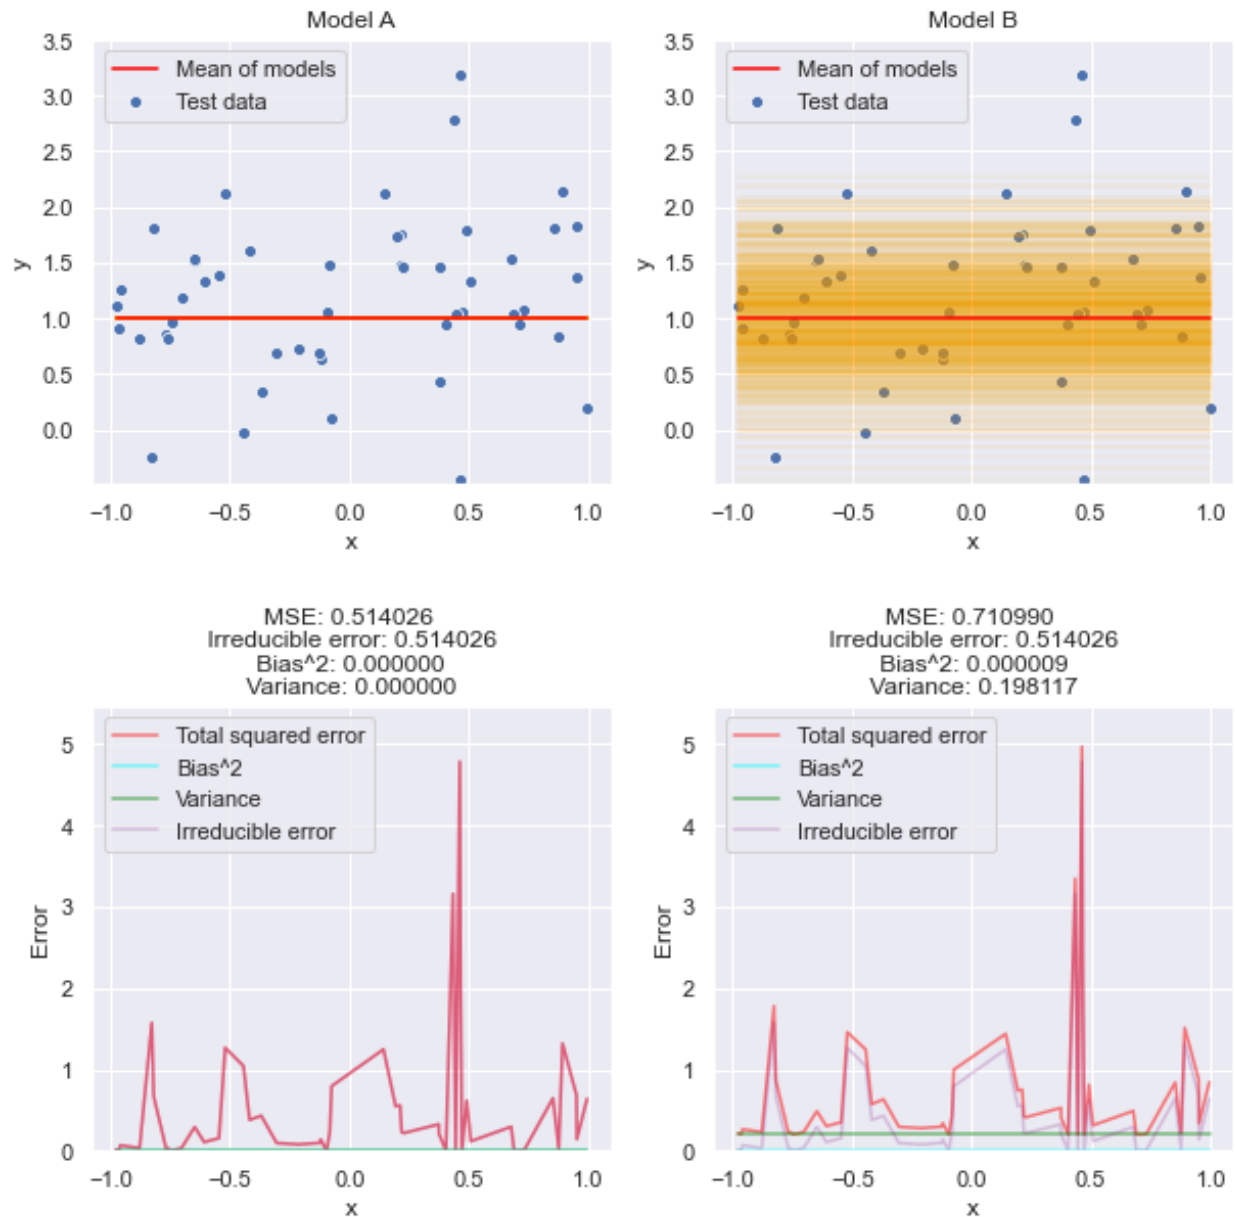 Model A
3.5
3.0
2.5
2.0
1.5
1.0
0.5
0.0
y
Mean of models
Test data
−1.0 −0.5 0.0 0.5 1.0
x
Model B
3.5
3.0
2.5
2.0
1.5
1.0
0.5
0.0
y
Mean of models
Test data
−1.0 −0.5 0.0 0.5 1.0
x
MSE: 0.514026
Irreducible error: 0.514026
Bias^2: 0.000000
Variance: 0.000000
5
4
3
2
1
0
Error
Total squared error
Bias^2
Variance
Irreducible error
−1.0 −0.5 0.0 0.5 1.0
x
MSE: 0.710990
Irreducible error: 0.514026
Bias^2: 0.000009
Variance: 0.198117
5
4
3
2
1
0
Error
Total squared error
Bias^2
Variance
Irreducible error
−1.0 −0.5 0.0 0.5 1.0
x